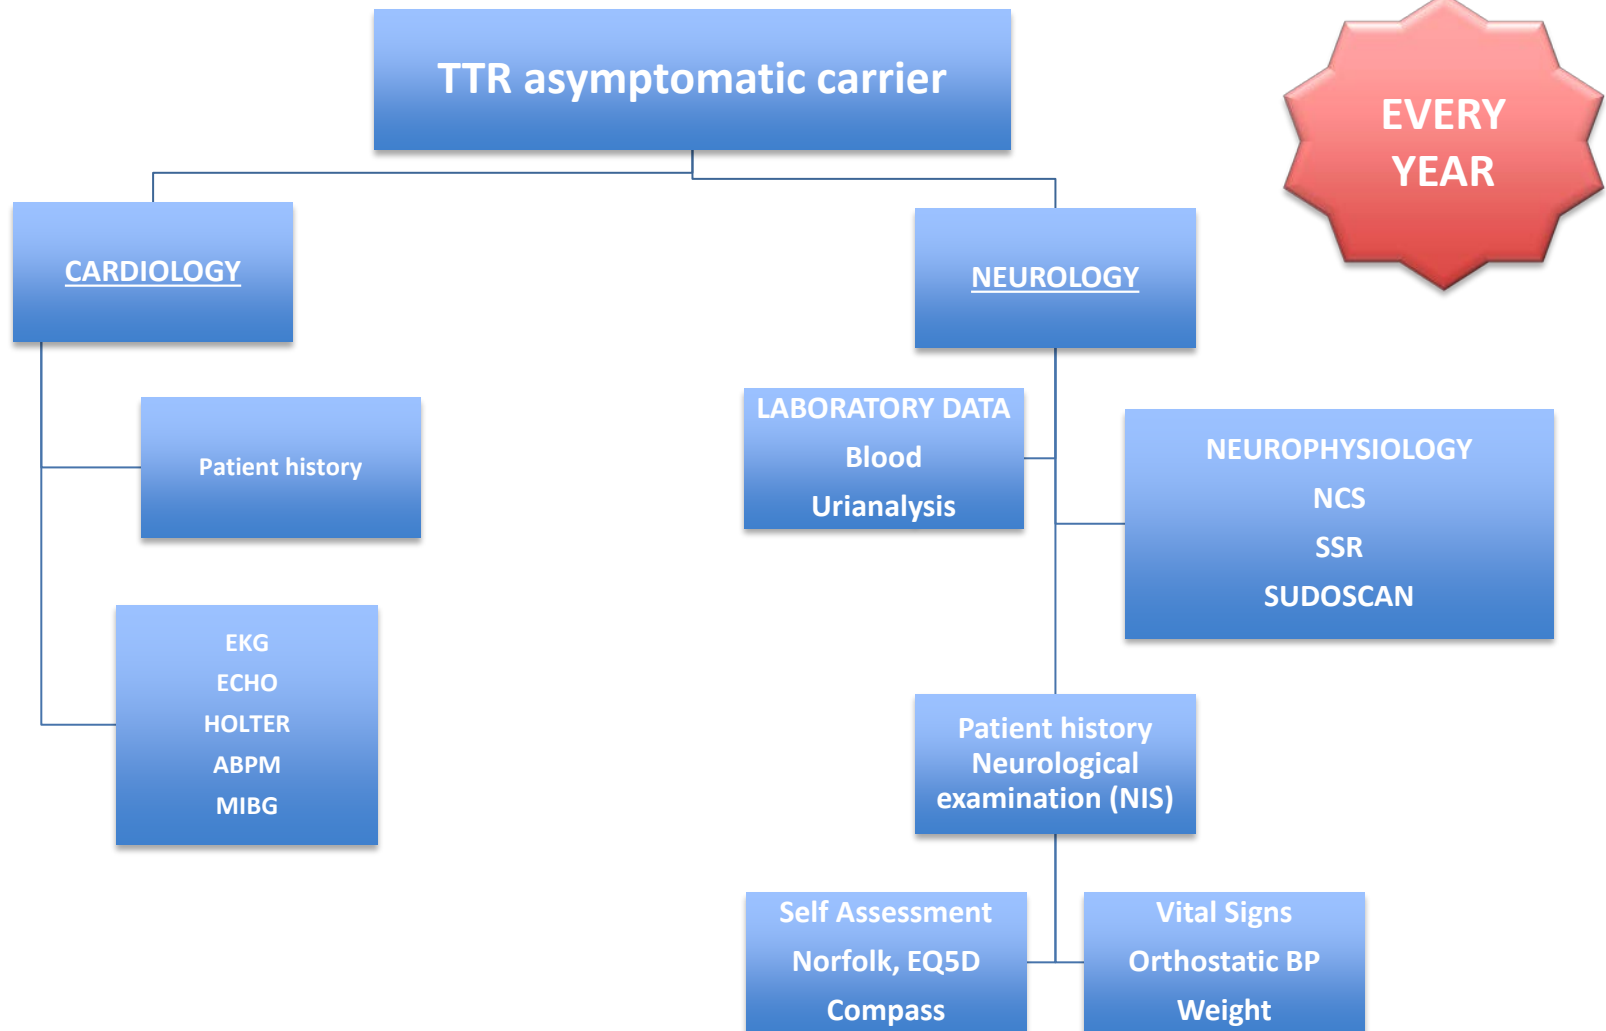 TTR asymptomatic carrier
EVERY
YEAR
CARDIOLOGY
NEUROLOGY
Patient history
EKG
ECHO
HOLTER
ABPM
MIBG
LABORATORY DATA
Blood
Urianalysis
NEUROPHYSIOLOGY
NCS
SSR
SUDOSCAN
Patient history
Neurological
examination (NIS)
Self Assessment
Norfolk, EQ5D
Compass
Vital Signs
Orthostatic BP
Weight